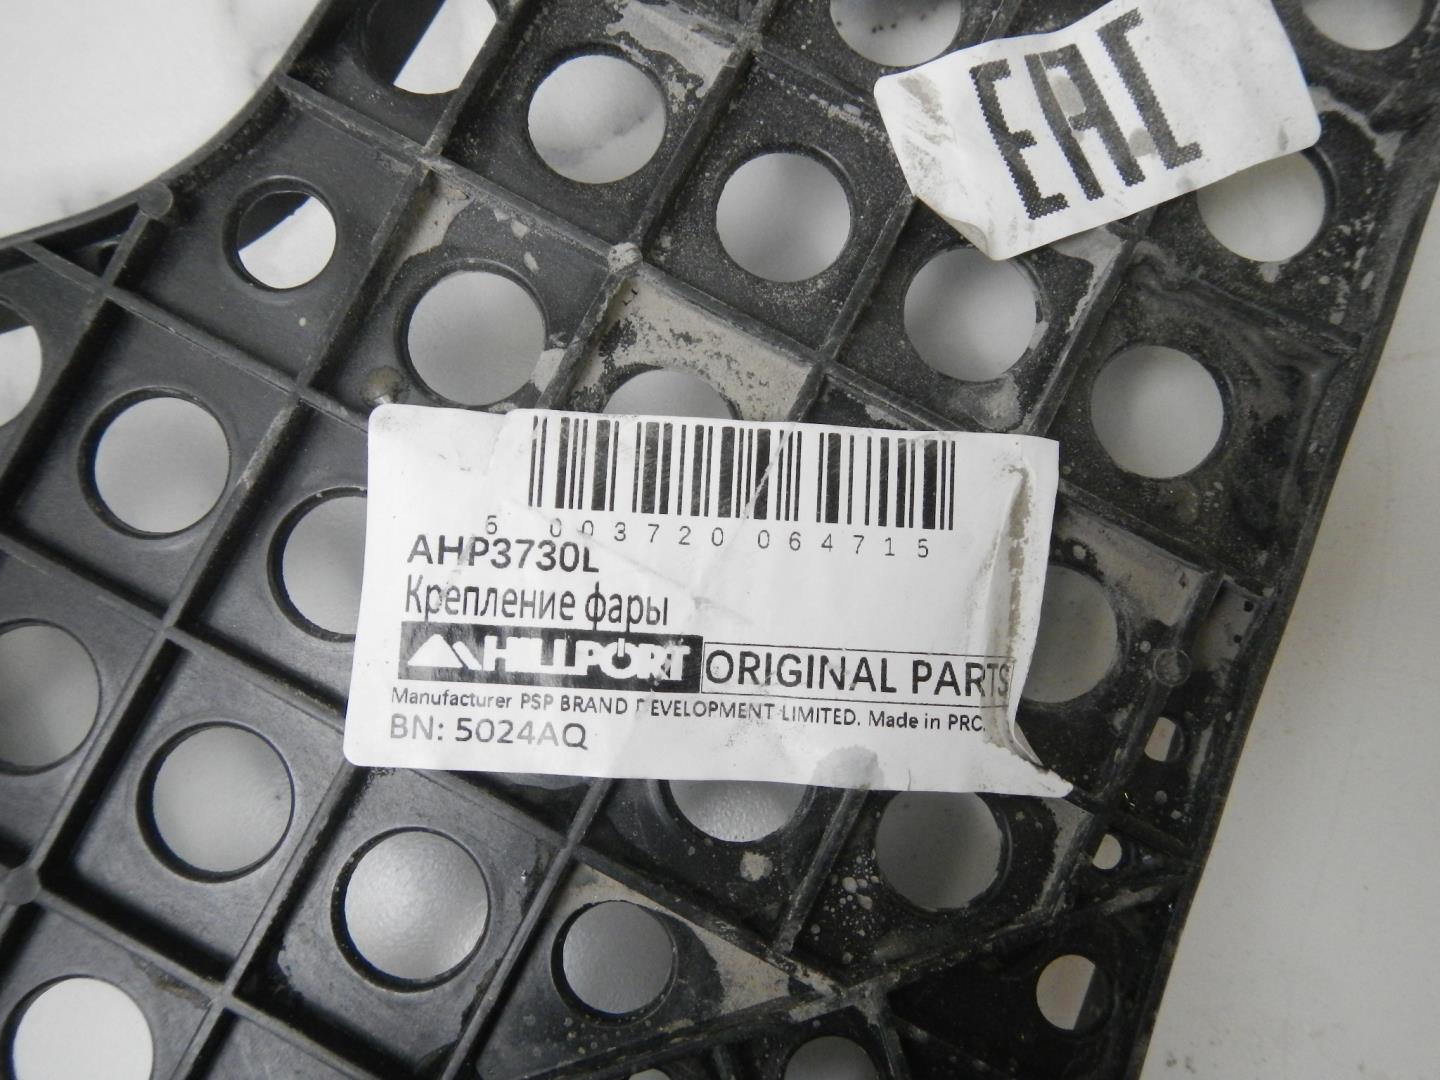 EAC
5 003720 064715
AHP3730L
Крепление фары
HILLPORT ORIGINAL PARTS
Manufacturer PSP BRAND DEVELOPMENT LIMITED. Made in PRC.
BN: 5024AQ